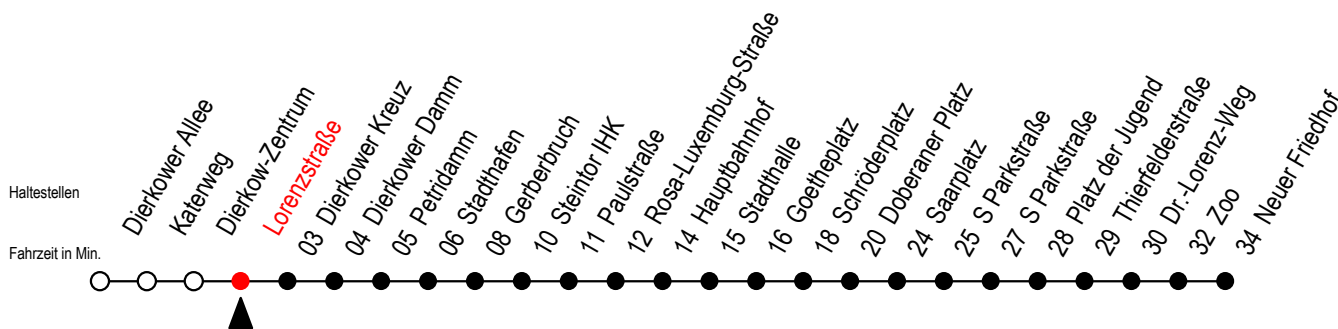 Haltestellen
Fahrzeit in Min.
Dierkower Allee
Katerweg
Dierkow-Zentrum
Lorenzstraße
03 Dierkower Kreuz
04 Dierkower Damm
05 Petridamm
06 Stadthafen
08 Gerberbruch
10 Steintor IHK
11 Paulstraße
12 Rosa-Luxemburg-Straße
14 Hauptbahnhof
15 Stadthalle
16 Goetheplatz
18 Schröderplatz
20 Doberaner Platz
24 Saarplatz
25 S Parkstraße
27 S Parkstraße
28 Platz der Jugend
29 Thierfelderstraße
30 Dr.-Lorenz-Weg
32 Zoo
34 Neuer Friedhof